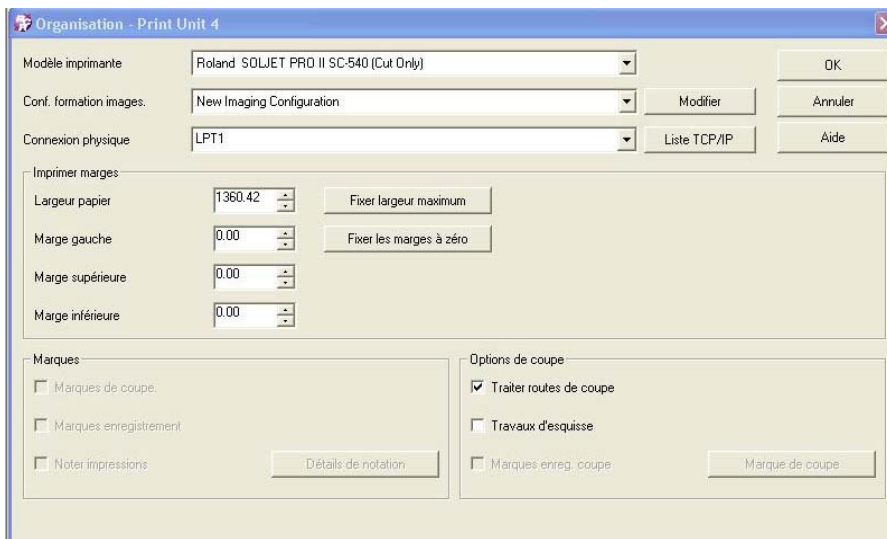 Organisation - Print Unit 4
Modèle imprimante
Roland SOLJET PRO II SC-540 (Cut Only)
OK
Conf. formation images.
New Imaging Configuration
Modifier
Annuler
Connexion physique
LPT1
Liste TCP/IP
Aide
Imprimer marges
Largeur papier
1360.42
Fixer largeur maximum
Marge gauche
0.00
Fixer les marges à zéro
Marge supérieure
0.00
Marge inférieure
0.00
Marques
Marques de coupe.
Marques enregistrement
Noter impressions
Détails de notation
Options de coupe
Traiter routes de coupe
Travaux d'esquisse
Marques enreg. coupe
Marque de coupe